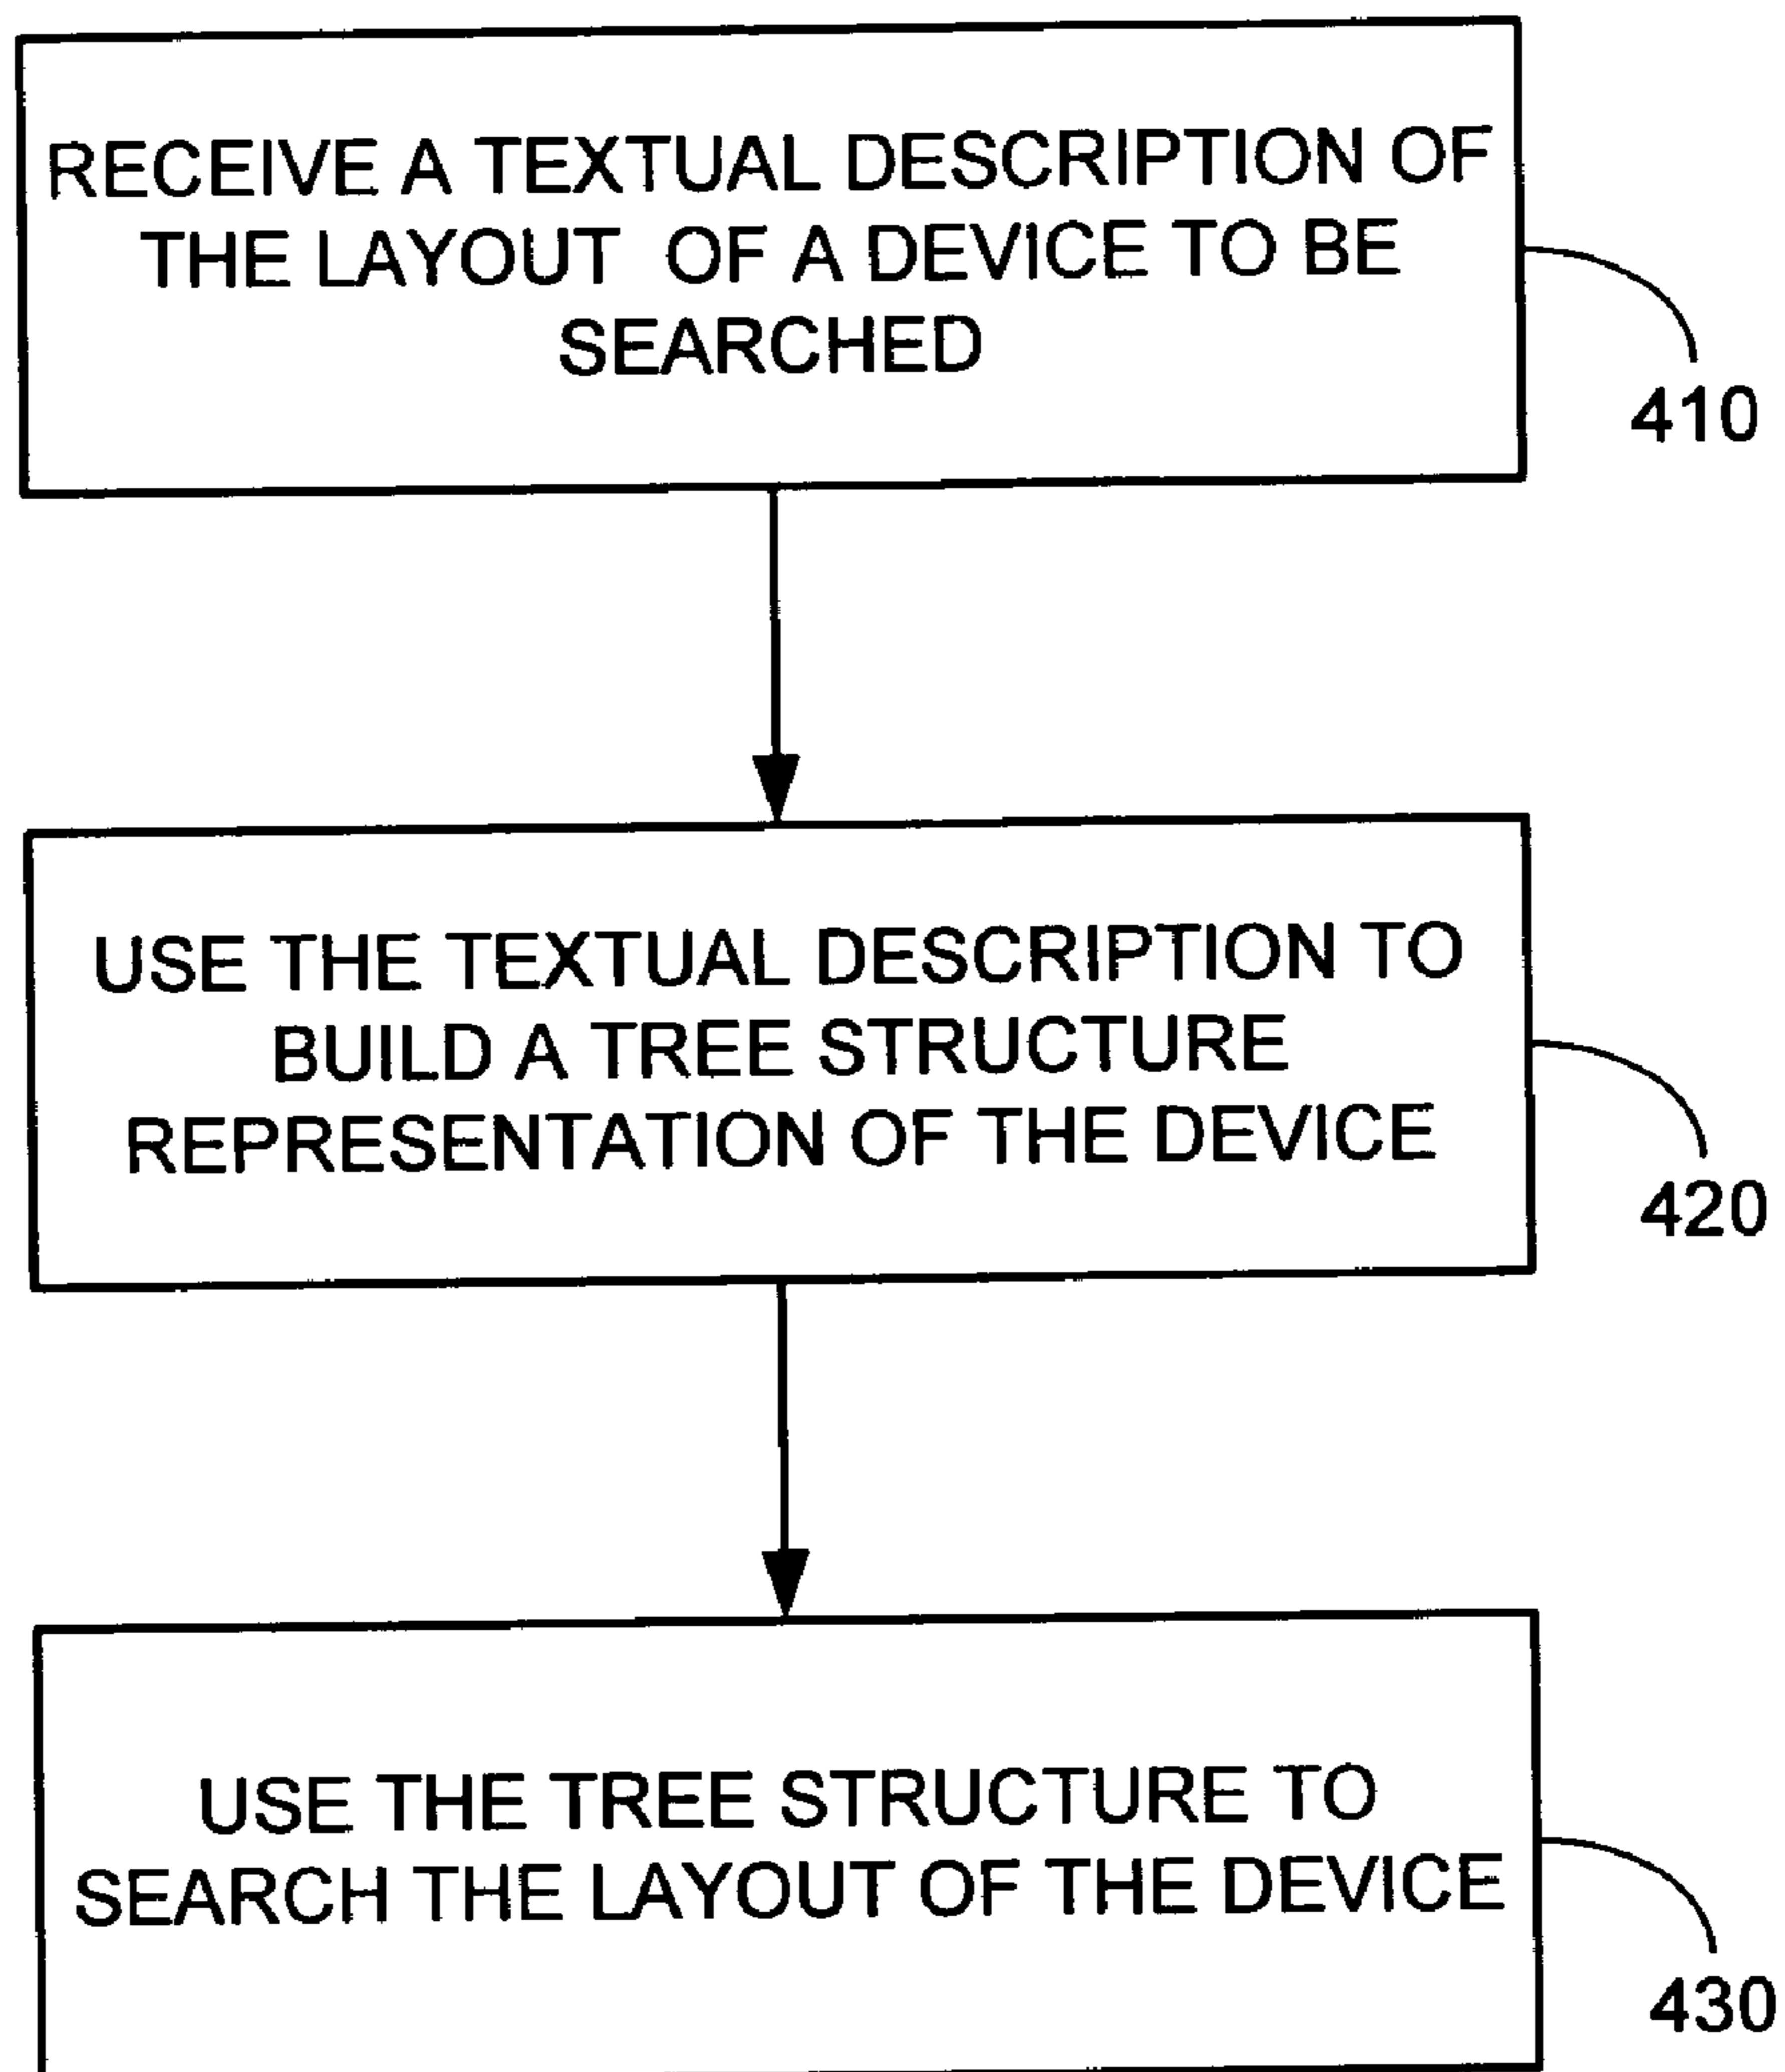 RECEIVE A TEXTUAL DESCRIPTION OF
THE LAYOUT OF A DEVICE TO BE
SEARCHED
410
USE THE TEXTUAL DESCRIPTION TO
BUILD A TREE STRUCTURE
REPRESENTATION OF THE DEVICE
420
USE THE TREE STRUCTURE TO
SEARCH THE LAYOUT OF THE DEVICE
430